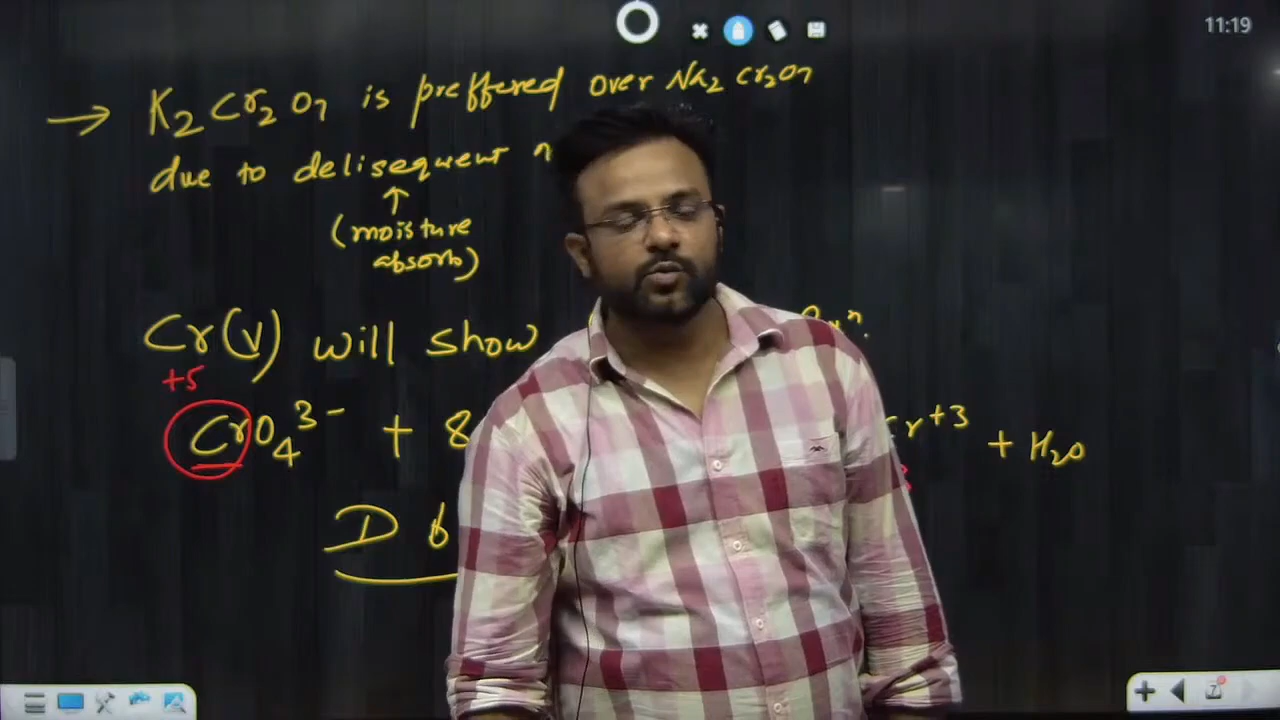 11:19
→ K2Cr2O7 is preffered over Na2Cr2O7
due to delisequent n
↑
(moisture
absorb)
Cr(V) will show
+5
CrO4^3- + 8 Cr+3 + H2O
D
7